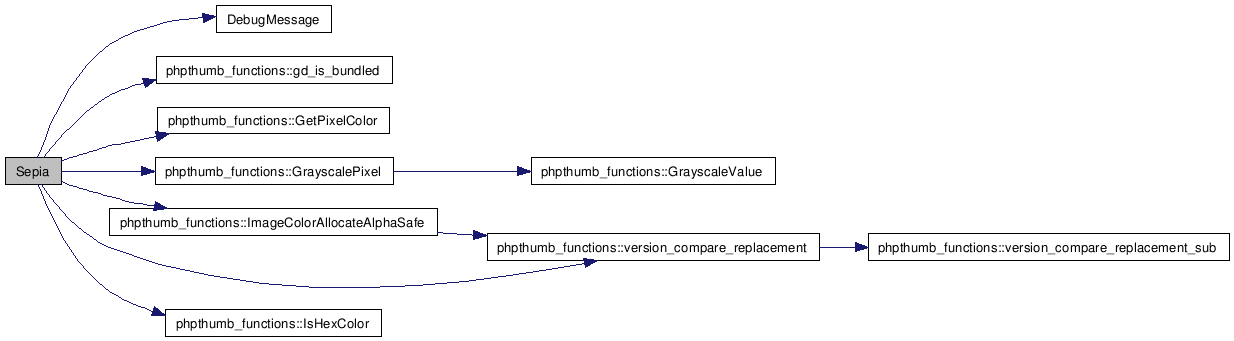 DebugMessage
phpthumb_functions::gd_is_bundled
phpthumb_functions::GetPixelColor
Sepia
phpthumb_functions::GrayscalePixel
phpthumb_functions::GrayscaleValue
phpthumb_functions::ImageColorAllocateAlphaSafe
phpthumb_functions::version_compare_replacement
phpthumb_functions::version_compare_replacement_sub
phpthumb_functions::IsHexColor